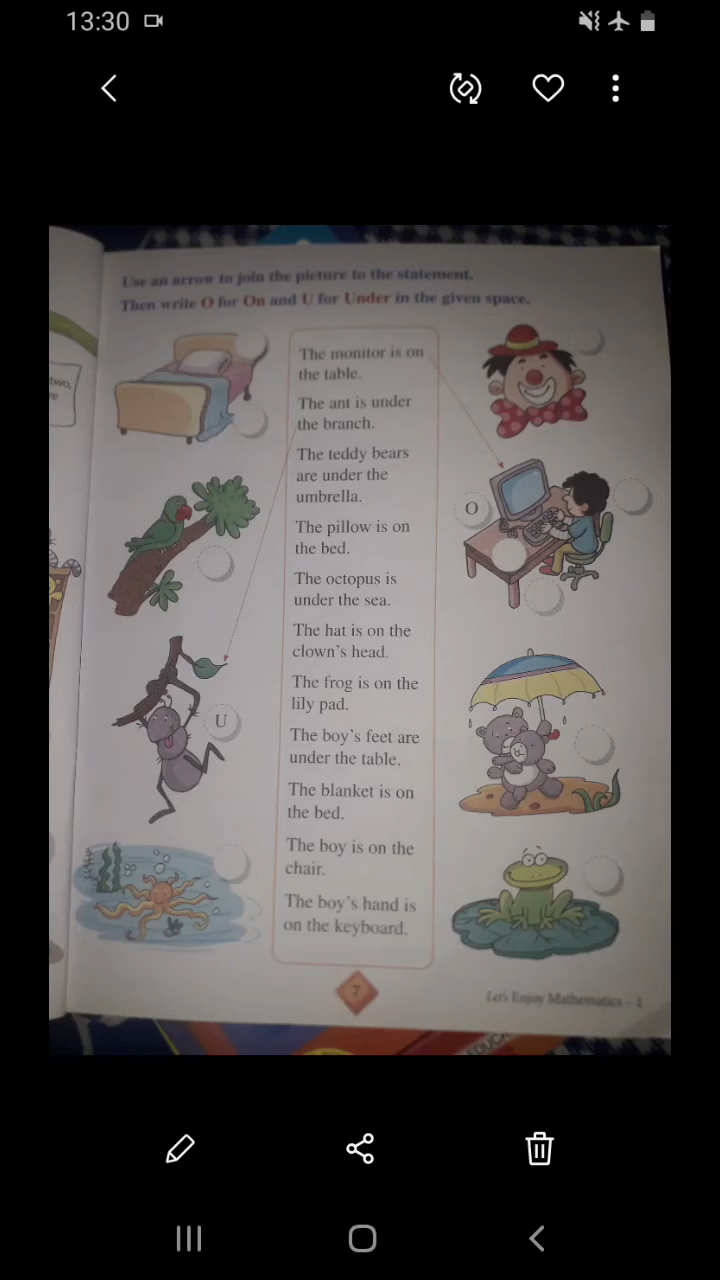 13:30
Use an arrow to join the picture to the statement.
Then write O for On and U for Under in the given space.
two,
re
The monitor is on
the table.
The ant is under
the branch.
The teddy bears
are under the
umbrella.
The pillow is on
the bed.
The octopus is
under the sea.
The hat is on the
clown's head.
The frog is on the
lily pad.
The boy's feet are
under the table.
The blanket is on
the bed.
The boy is on the
chair.
The boy's hand is
on the keyboard.
O
U
7
Let's Enjoy Mathematics - 1
EDUCA